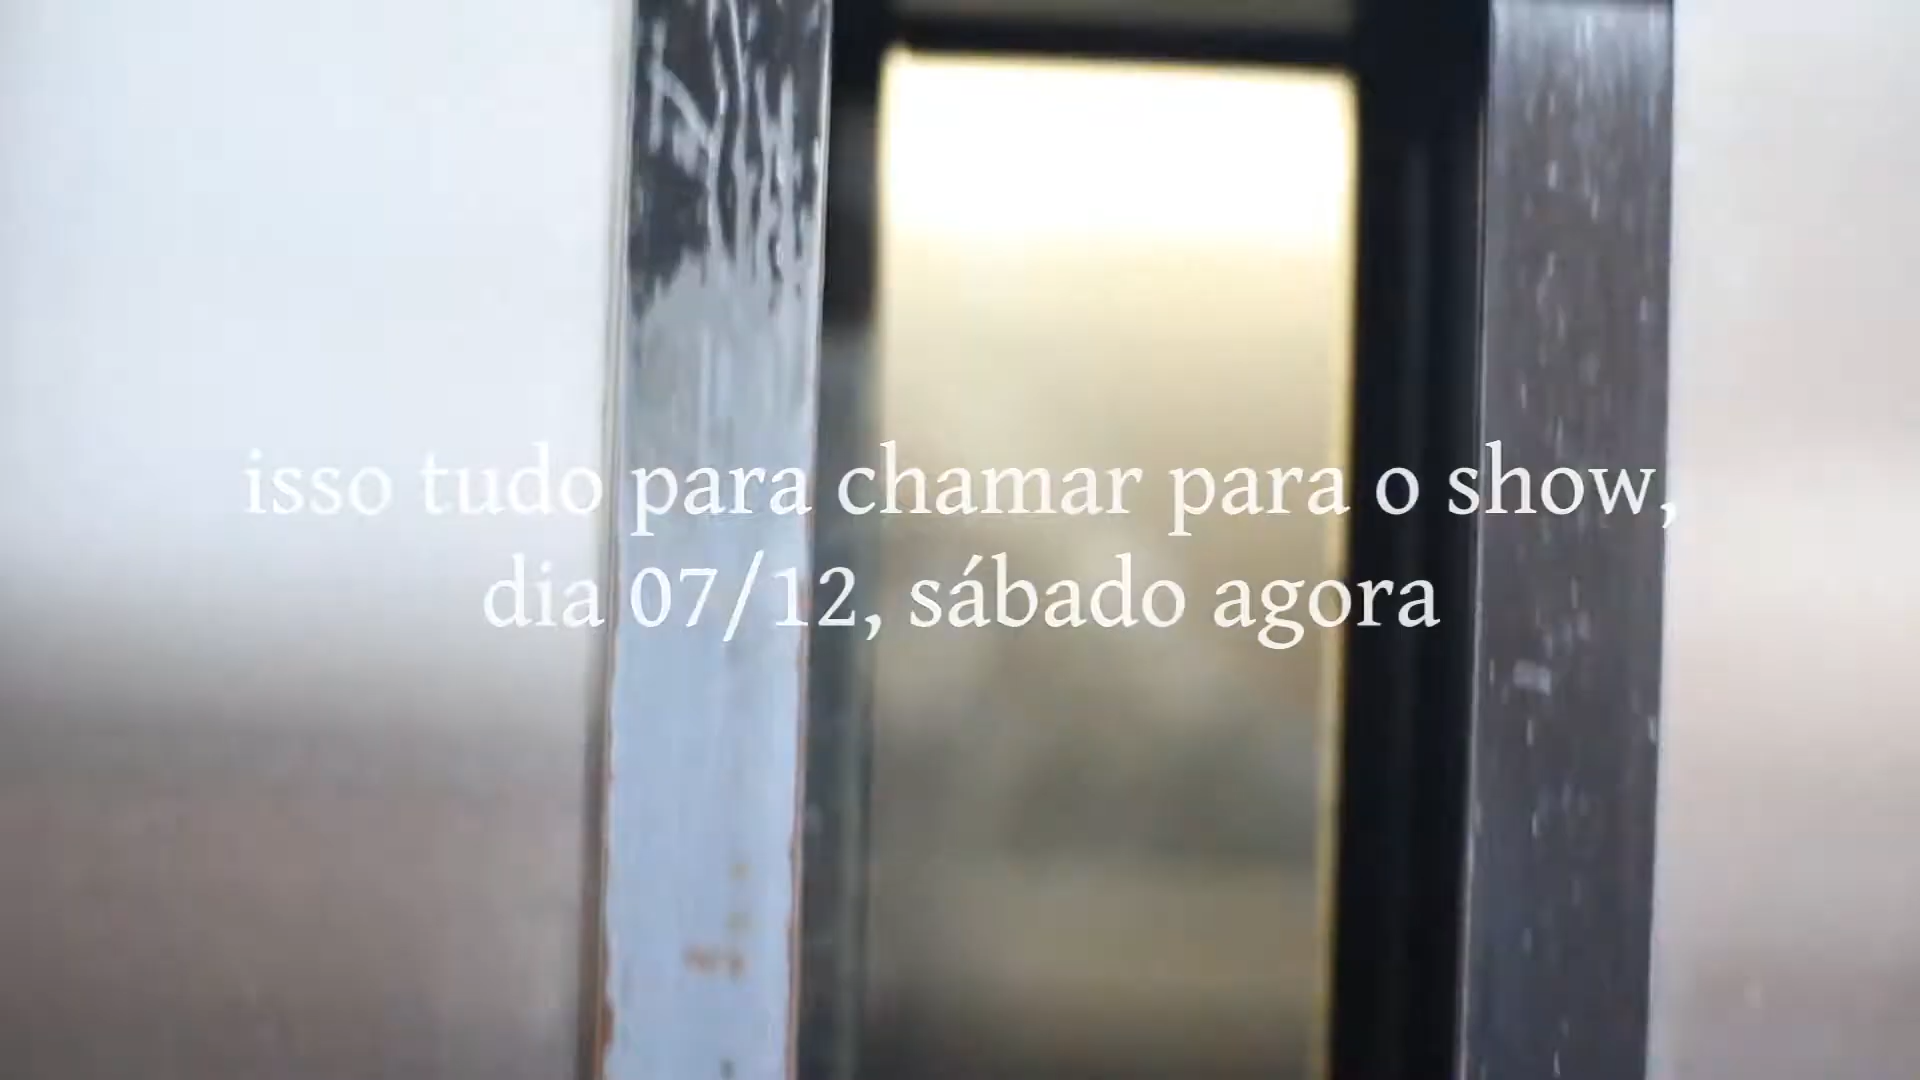 isso tudo para chamar para o show,
dia 07/12, sábado agora